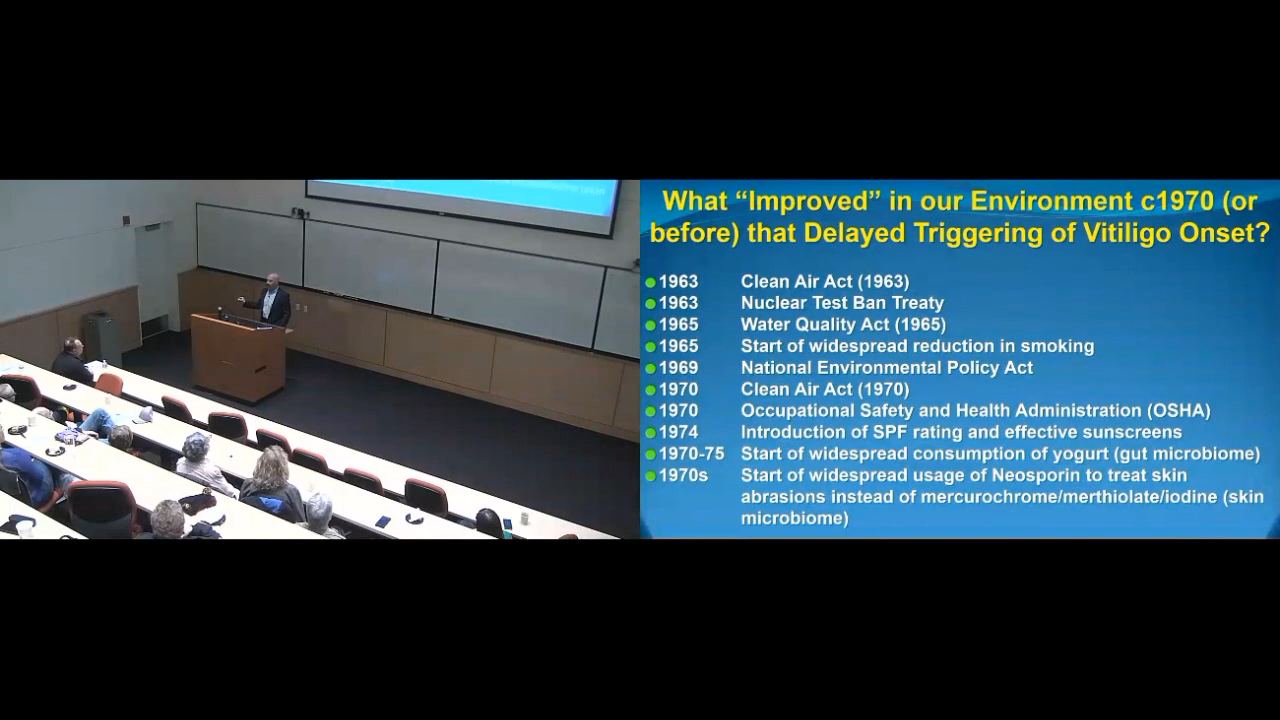 What “Improved” in our Environment c1970 (or
before) that Delayed Triggering of Vitiligo Onset?
1963 Clean Air Act (1963)
1963 Nuclear Test Ban Treaty
1965 Water Quality Act (1965)
1965 Start of widespread reduction in smoking
1969 National Environmental Policy Act
1970 Clean Air Act (1970)
1970 Occupational Safety and Health Administration (OSHA)
1974 Introduction of SPF rating and effective sunscreens
1970-75 Start of widespread consumption of yogurt (gut microbiome)
1970s Start of widespread usage of Neosporin to treat skin
abrasions instead of mercurochrome/merthiolate/iodine (skin
microbiome)